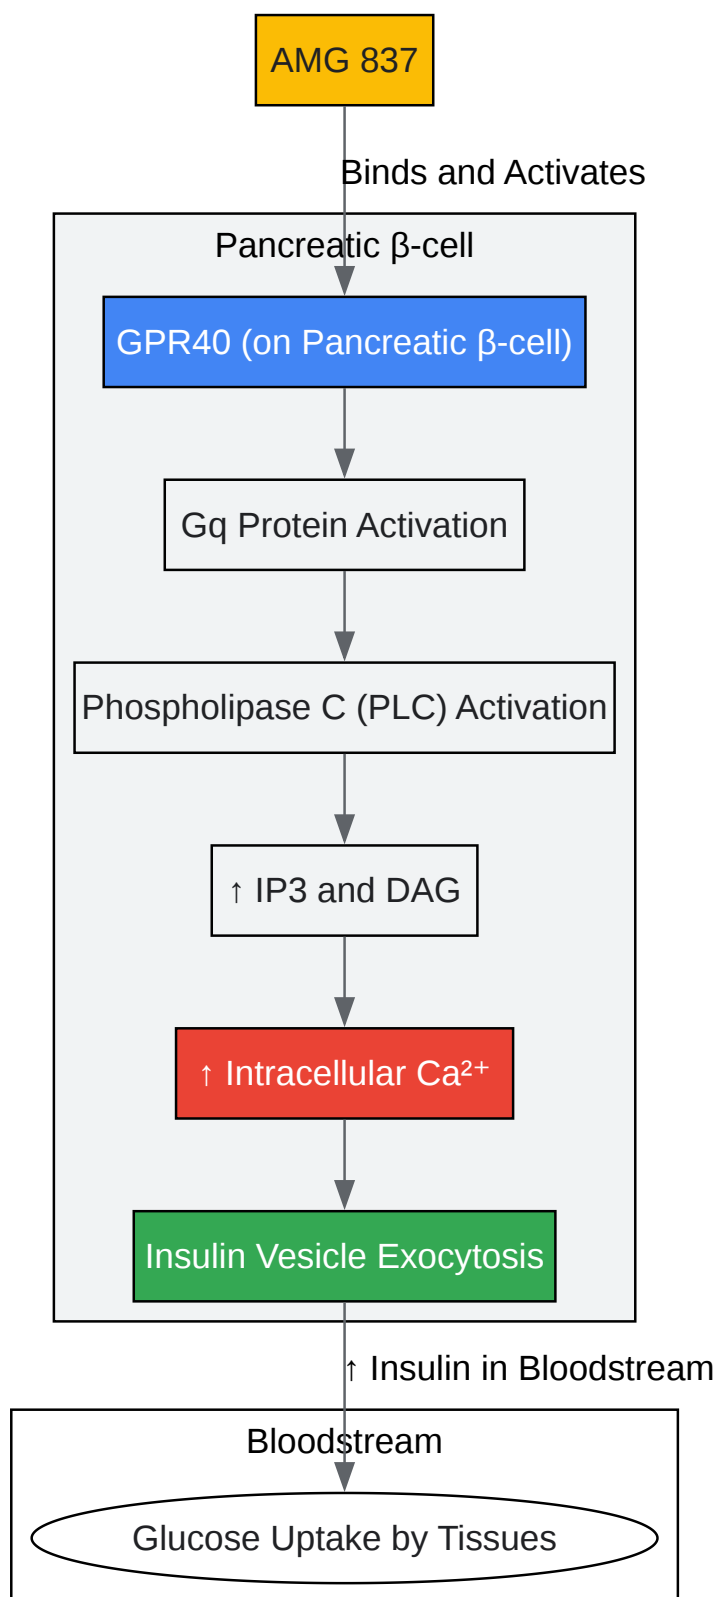 AMG 837
Binds and Activates
Pancreatic β-cell
GPR40 (on Pancreatic β-cell)
Gq Protein Activation
Phospholipase C (PLC) Activation
↑ IP3 and DAG
↑ Intracellular Ca²⁺
Insulin Vesicle Exocytosis
↑ Insulin in Bloodstream
Bloodstream
Glucose Uptake by Tissues